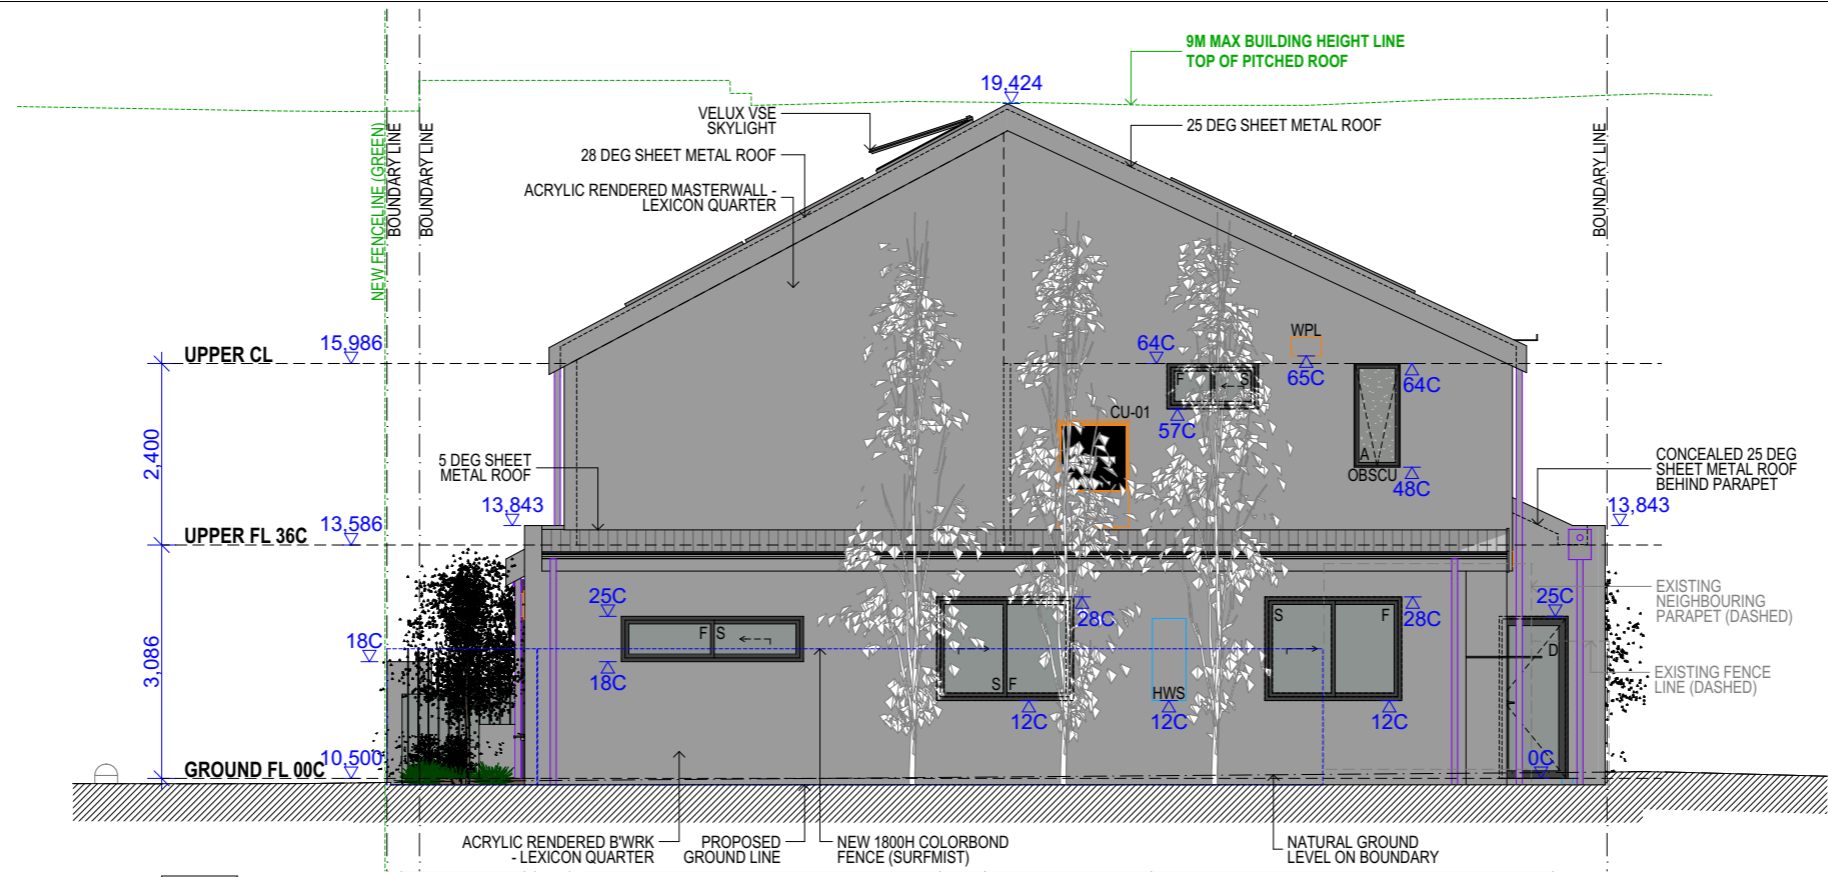 9M MAX BUILDING HEIGHT LINE
TOP OF PITCHED ROOF
19,424
VELUX VSE
SKYLIGHT
25 DEG SHEET METAL ROOF
28 DEG SHEET METAL ROOF
ACRYLIC RENDERED MASTERWALL -
LEXICON QUARTER
NEW FENCELINE (GREEN)
BOUNDARY LINE
BOUNDARY LINE
BOUNDARY LINE
UPPER CL
15,986
64C
WPL
65C
64C
F S
57C
CU-01
A
OBSCU
48C
2,400
5 DEG SHEET
METAL ROOF
CONCEALED 25 DEG
SHEET METAL ROOF
BEHIND PARAPET
13,843
13,843
UPPER FL 36C
13,586
EXISTING
NEIGHBOURING
PARAPET (DASHED)
25C
28C
28C
25C
F S
S
F
D
18C
18C
3,086
S F
HWS
12C
12C
12C
EXISTING FENCE
LINE (DASHED)
GROUND FL 00C
10,500
0C
ACRYLIC RENDERED B'WRK
- LEXICON QUARTER
PROPOSED
GROUND LINE
NEW 1800H COLORBOND
FENCE (SURFMIST)
NATURAL GROUND
LEVEL ON BOUNDARY